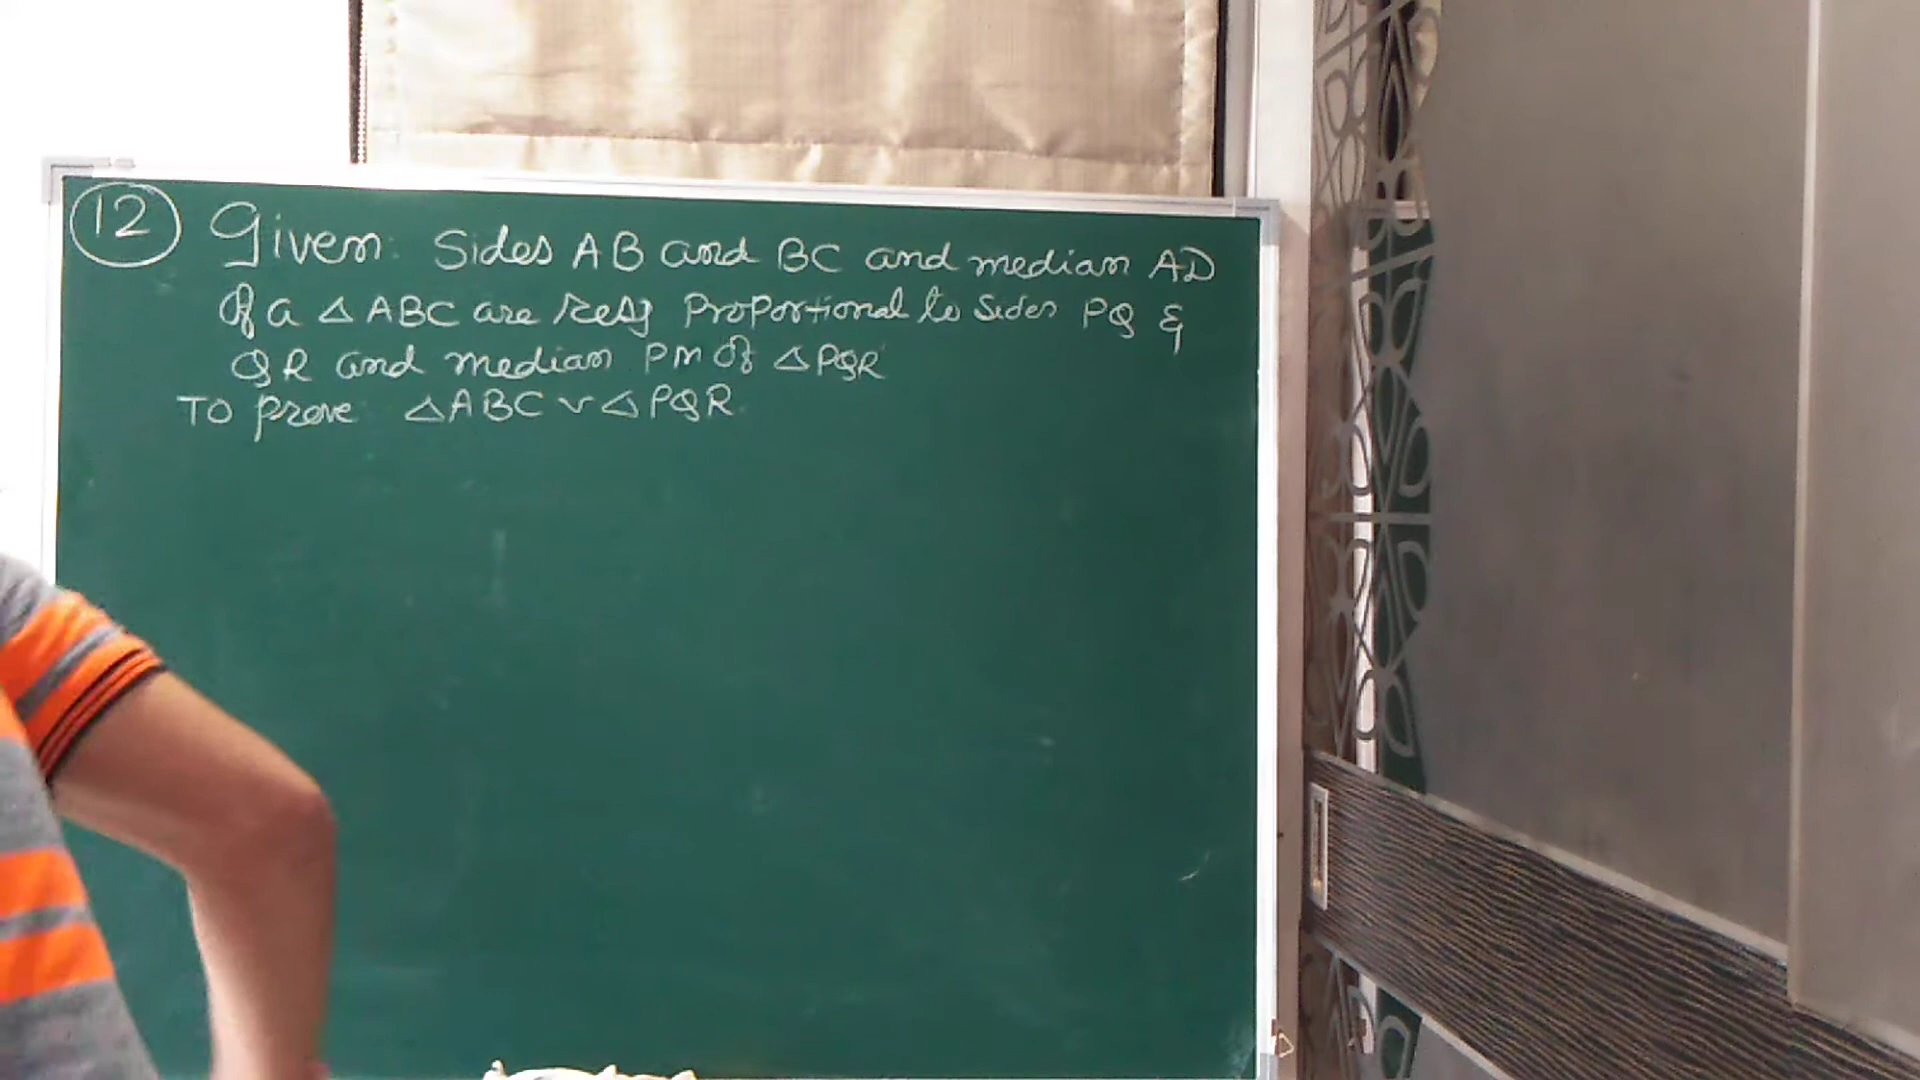 12 Given: Sides AB and BC and median AD
of a △ABC are resp proportional to sides PQ &
QR and median PM of △PQR
To prove △ABC ~ △PQR